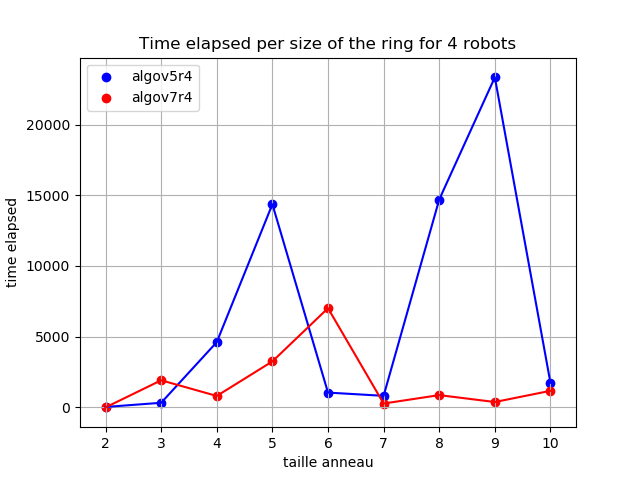 Time elapsed per size of the ring for 4 robots
algov5r4
algov7r4
20000
15000
10000
5000
0
time elapsed
2 3 4 5 6 7 8 9 10
taille anneau